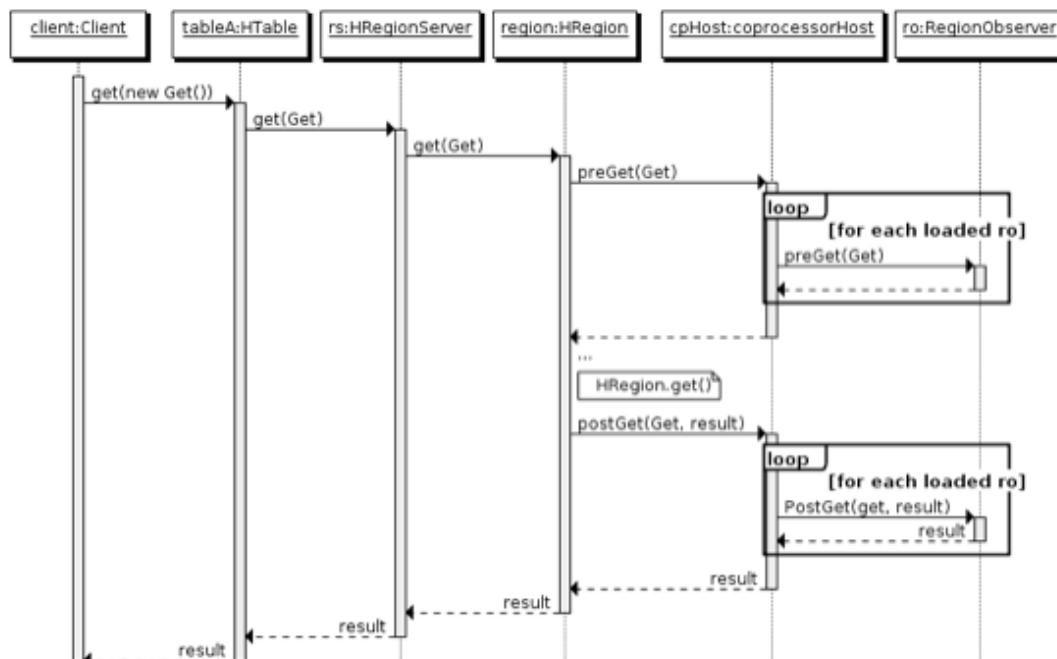 client:Client
tableA:HTable
rs:HRegionServer
region:HRegion
cpHost:coprocessorHost
ro:RegionObserver
get(new Get())
get(Get)
get(Get)
preGet(Get)
loop
[for each loaded ro]
preGet(Get)
...
HRegion.get()
postGet(Get, result)
loop
[for each loaded ro]
PostGet(get, result)
result
result
result
result
result